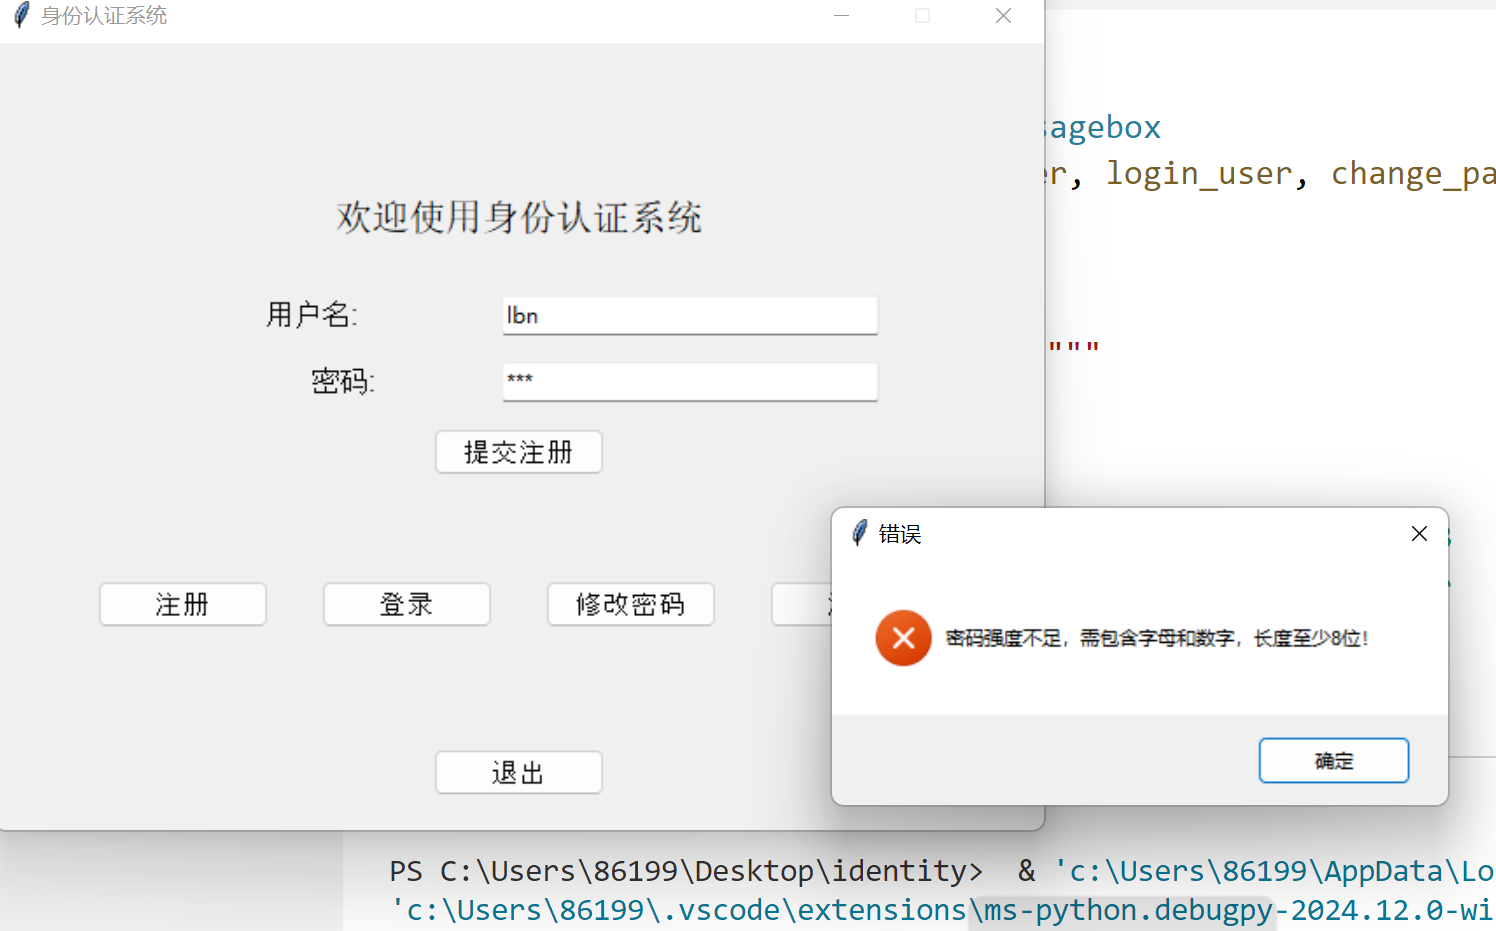 身份认证系统
sagebox
er, login_user, change_pa
欢迎使用身份认证系统
用户名:
lbn
"""
密码:
***
提交注册
错误
注册
登录
修改密码
密码强度不足，需包含字母和数字，长度至少8位！
确定
退出
PS C:\Users\86199\Desktop\identity>  & 'c:\Users\86199\AppData\Lo
'c:\Users\86199\.vscode\extensions\ms-python.debugpy-2024.12.0-wi